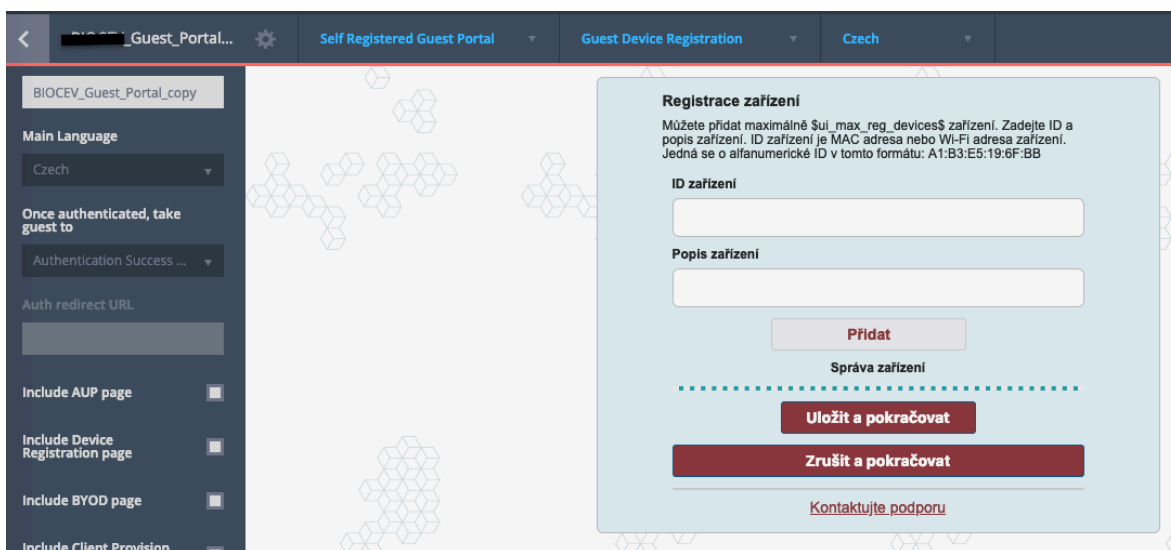 _Guest_Portal...
Self Registered Guest Portal
Guest Device Registration
Czech
BIOCEV_Guest_Portal_copy
Main Language
Czech
Once authenticated, take
guest to
Authentication Success ...
Auth redirect URL
Include AUP page
Include Device
Registration page
Include BYOD page
Include Client Provision
Registrace zařízení
Můžete přidat maximálně $ui_max_reg_devices$ zařízení. Zadejte ID a
popis zařízení. ID zařízení je MAC adresa nebo Wi-Fi adresa zařízení.
Jedná se o alfanumerické ID v tomto formátu: A1:B3:E5:19:6F:BB
ID zařízení
Popis zařízení
Přidat
Správa zařízení
Uložit a pokračovat
Zrušit a pokračovat
Kontaktujte podporu